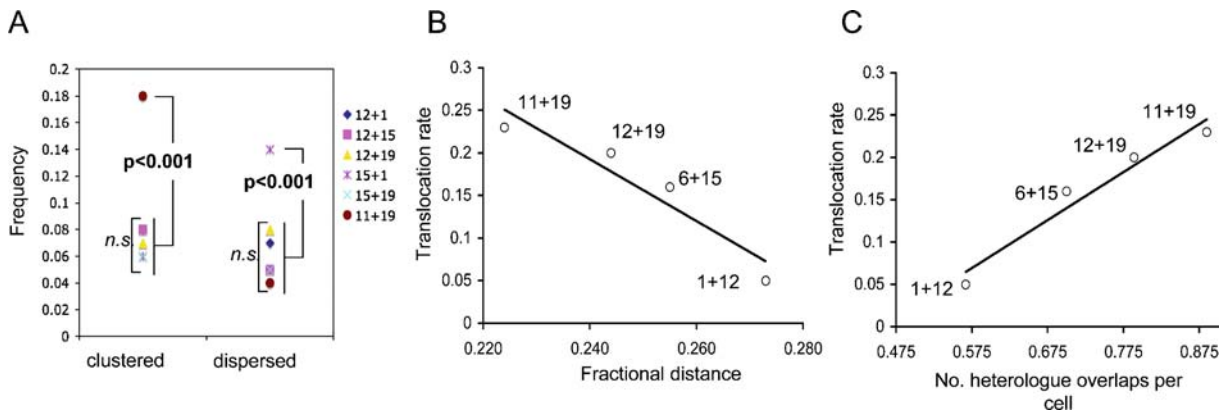 A
Frequency
0.2
0.18
0.16
0.14
0.12
0.1
0.08
0.06
0.04
0.02
0
p<0.001
p<0.001
n.s.
n.s.
clustered dispersed
12+1
12+15
12+19
15+1
15+19
11+19
B
Translocation rate
0.3
0.25
0.2
0.15
0.1
0.05
0
11+19
12+19
6+15
1+12
0.220 0.240 0.260 0.280
Fractional distance
C
Translocation rate
0.3
0.25
0.2
0.15
0.1
0.05
0
11+19
12+19
6+15
1+12
0.475 0.575 0.675 0.775 0.875
No. heterologue overlaps per
cell